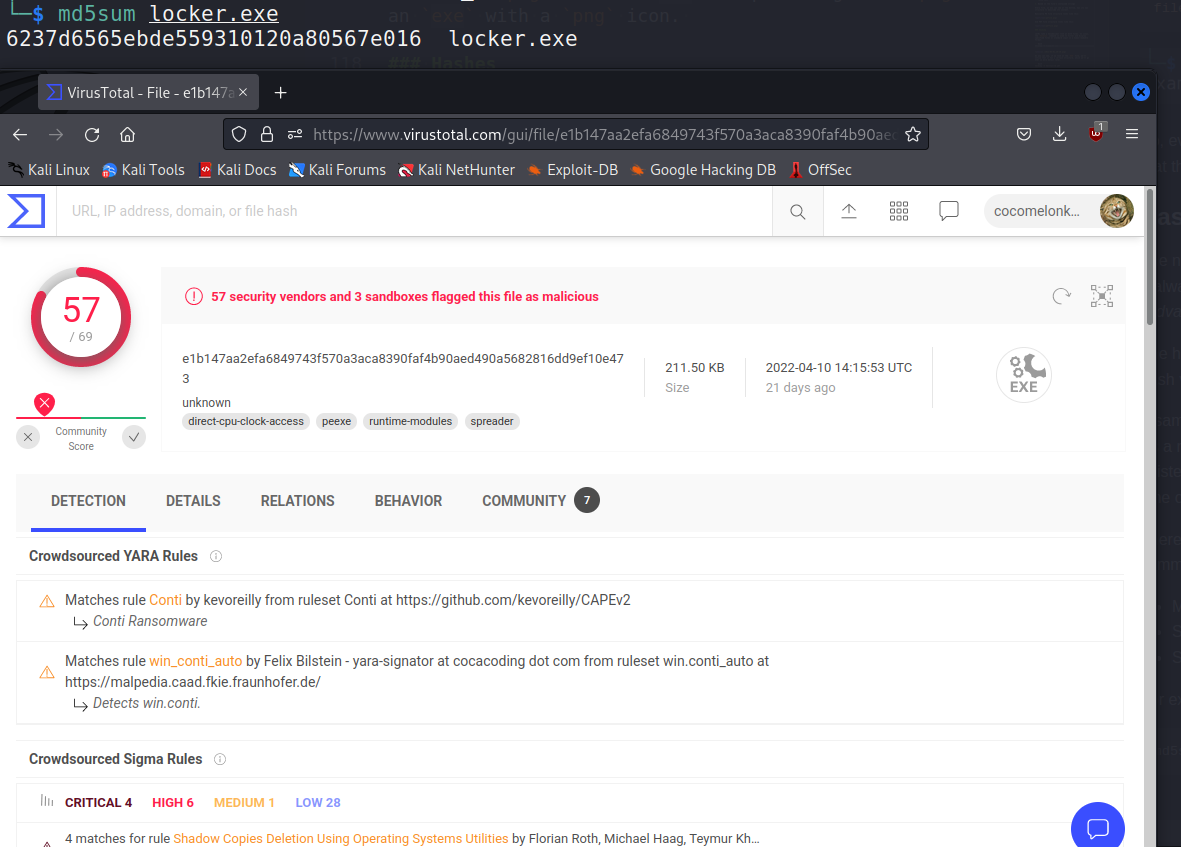 └─$ md5sum locker.exe
an `exe` with a `png` icon.
6237d6565ebde559310120a80567e016  locker.exe
### Hashes
VirusTotal - File - e1b147a
https://www.virustotal.com/gui/file/e1b147aa2efa6849743f570a3aca8390faf4b90aed
1
Kali Linux Kali Tools Kali Docs Kali Forums Kali NetHunter Exploit-DB Google Hacking DB OffSec
URL, IP address, domain, or file hash
cocomelonk...
57
/ 69
Community
Score
57 security vendors and 3 sandboxes flagged this file as malicious
e1b147aa2efa6849743f570a3aca8390faf4b90aed490a5682816dd9ef10e47
3
unknown
direct-cpu-clock-access peexe runtime-modules spreader
211.50 KB
Size
2022-04-10 14:15:53 UTC
21 days ago
EXE
DETECTION DETAILS RELATIONS BEHAVIOR COMMUNITY 7
Crowdsourced YARA Rules
Matches rule Conti by kevoreilly from ruleset Conti at https://github.com/kevoreilly/CAPEv2
Conti Ransomware
Matches rule win_conti_auto by Felix Bilstein - yara-signator at cocacoding dot com from ruleset win.conti_auto at
https://malpedia.caad.fkie.fraunhofer.de/
Detects win.conti.
Crowdsourced Sigma Rules
CRITICAL 4 HIGH 6 MEDIUM 1 LOW 28
4 matches for rule Shadow Copies Deletion Using Operating Systems Utilities by Florian Roth, Michael Haag, Teymur Kh...